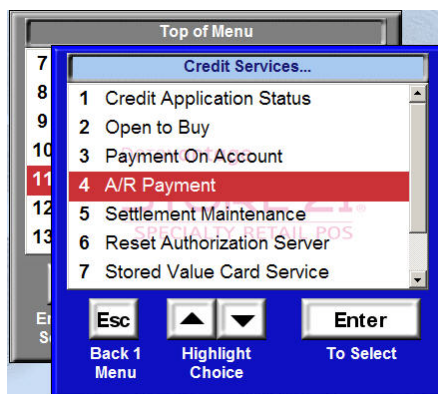 Top of Menu
7
8
9
10
11
12
13
Credit Services...
1 Credit Application Status
2 Open to Buy
3 Payment On Account
4 A/R Payment
5 Settlement Maintenance
SPECIALTY RETAIL POS
6 Reset Authorization Server
7 Stored Value Card Service
Esc
Enter
Back 1
Menu
Highlight
Choice
To Select